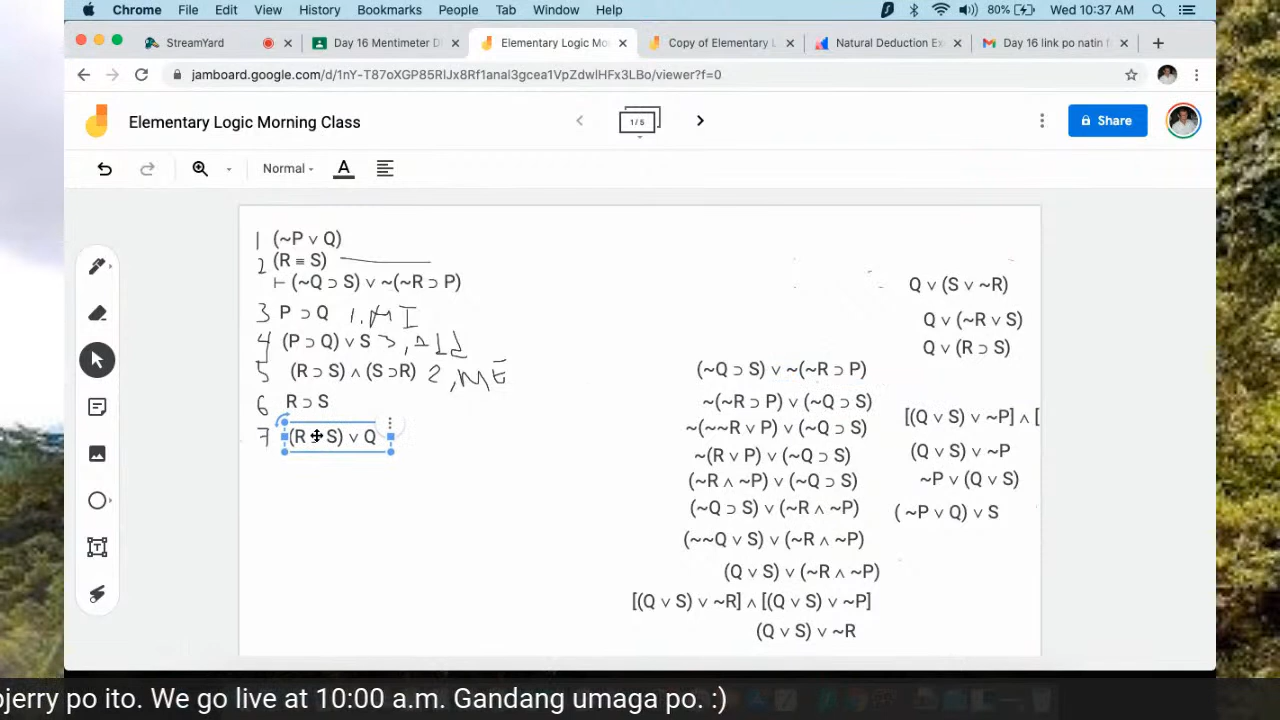 Chrome File Edit View History Bookmarks People Tab Window Help 80% Wed 10:37 AM
StreamYard Day 16 Mentimeter D Elementary Logic Mo Copy of Elementary L Natural Deduction Ex Day 16 link po natin
jamboard.google.com/d/1nY-T87oXGP85RIJx8Rf1anal3gcea1VpZdwlHFx3LBo/viewer?f=0
Elementary Logic Morning Class
1/5
Share
Normal A
1 (~P ∨ Q)
2 (R ≡ S)
⊢ (~Q ⊃ S) ∨ ~(~R ⊃ P)
3 P ⊃ Q 1. MI
4 (P ⊃ Q) ∨ S 3, Add
5 (R ⊃ S) ∧ (S ⊃ R) 2, ME
6 R ⊃ S
7 (R ⊃ S) ∨ Q
(~Q ⊃ S) ∨ ~(~R ⊃ P)
~(~R ⊃ P) ∨ (~Q ⊃ S)
~(~~R ∨ P) ∨ (~Q ⊃ S)
~(R ∨ P) ∨ (~Q ⊃ S)
(~R ∧ ~P) ∨ (~Q ⊃ S)
(~Q ⊃ S) ∨ (~R ∧ ~P)
(~~Q ∨ S) ∨ (~R ∧ ~P)
(Q ∨ S) ∨ (~R ∧ ~P)
[(Q ∨ S) ∨ ~R] ∧ [(Q ∨ S) ∨ ~P]
(Q ∨ S) ∨ ~R
Q ∨ (S ∨ ~R)
Q ∨ (~R ∨ S)
Q ∨ (R ⊃ S)
[(Q ∨ S) ∨ ~P] ∧ [
(Q ∨ S) ∨ ~P
~P ∨ (Q ∨ S)
( ~P ∨ Q) ∨ S
ojerry po ito. We go live at 10:00 a.m. Gandang umaga po. :)